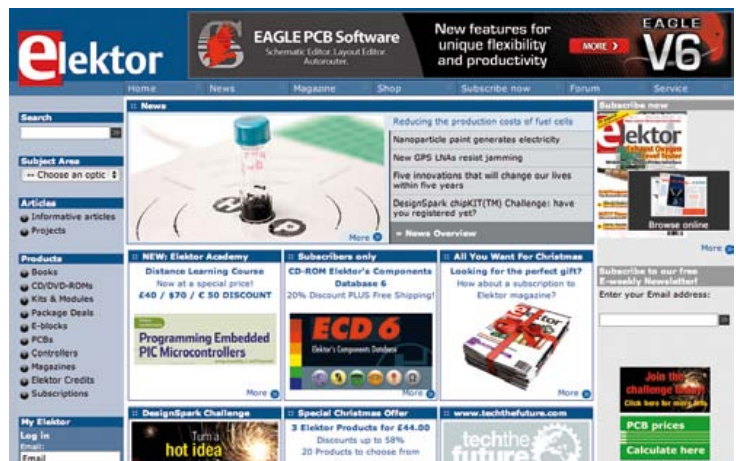 elektor
EAGLE PCB Software
Schematic Editor. Layout Editor.
Autorouter.
New features for
unique flexibility
and productivity
MORE
EAGLE
V6
Home News Magazine Shop Subscribe now Forum Service
Search
Subject Area
-- Choose an optic
Articles
Informative articles
Projects
Products
Books
CD/DVD-ROMs
Kits & Modules
Package Deals
E-blocks
PCBs
Controllers
Magazines
Elektor Credits
Subscriptions
My Elektor
Log in
Email:
Email
:: News
Reducing the production costs of fuel cells
Nanoparticle paint generates electricity
New GPS LNAs resist jamming
Five innovations that will change our lives
within five years
DesignSpark chipKIT(TM) Challenge: have
you registered yet?
» News Overview
More
:: NEW: Elektor Academy
Distance Learning Course
Now at a special price!
£40 / $70 / € 50 DISCOUNT
Programming Embedded
PIC Microcontrollers
More
:: Subscribers only
CD-ROM Elektor's Components
Database 6
20% Discount PLUS Free Shipping!
ECD 6
Elektor's Components Database
More
:: All You Want For Christmas
Looking for the perfect gift?
How about a subscription to
Elektor magazine?
More
:: DesignSpark Challenge
Turn a
hot idea
:: Special Christmas Offer
3 Elektor Products for £44.00
Discounts up to 58%
20 Products to choose from
:: www.techthefuture.com
techthe
future
Subscribe now
elektor
Browse online
More
Subscribe to our free
E-weekly Newsletter!
Enter your Email address:
Join the
challenge today!
Click here for more info
PCB prices
Calculate here